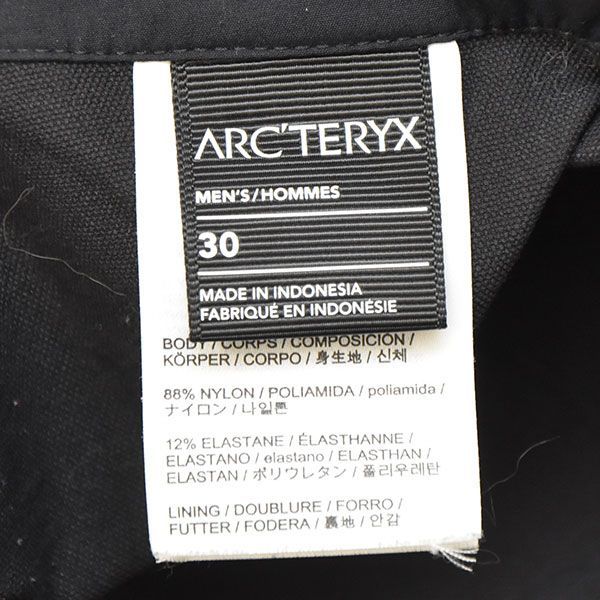 ARC'TERYX
MEN'S/HOMMES
30
MADE IN INDONESIA
FABRIQUÉ EN INDONÉSIE
BODY / CORPS / COMPOSICION /
KÖRPER / CORPO / 身生地 / 신체
88% NYLON / POLIAMIDA / poliamida /
ナイロン / 나일론
12% ELASTANE / ÉLASTHANNE /
ELASTANO / elastano / ELASTHAN /
ELASTAN / ポリウレタン / 폴리우레탄
LINING / DOUBLURE / FORRO /
FUTTER / FODERA / 裏地 / 안감